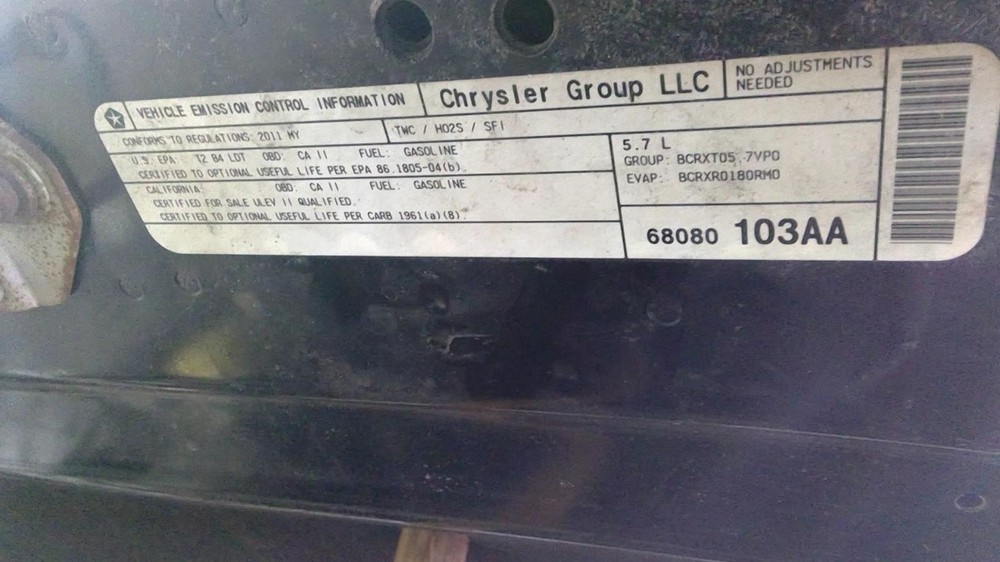 VEHICLE EMISSION CONTROL INFORMATION
Chrysler Group LLC
NO ADJUSTMENTS
NEEDED
CONFORMS TO REGULATIONS: 2011 MY
TWC / HO2S / SFI
U.S. EPA: T2 B4 LDT OBD: CA II FUEL: GASOLINE
CERTIFIED TO OPTIONAL USEFUL LIFE PER EPA 86.1805-04(b).
CALIFORNIA: OBD: CA II FUEL: GASOLINE
CERTIFIED FOR SALE ULEV II QUALIFIED.
CERTIFIED TO OPTIONAL USEFUL LIFE PER CARB 1961(a)(8).
5.7 L
GROUP: BCRXT05.7VP0
EVAP: BCRXR0180RM0
68080 103AA